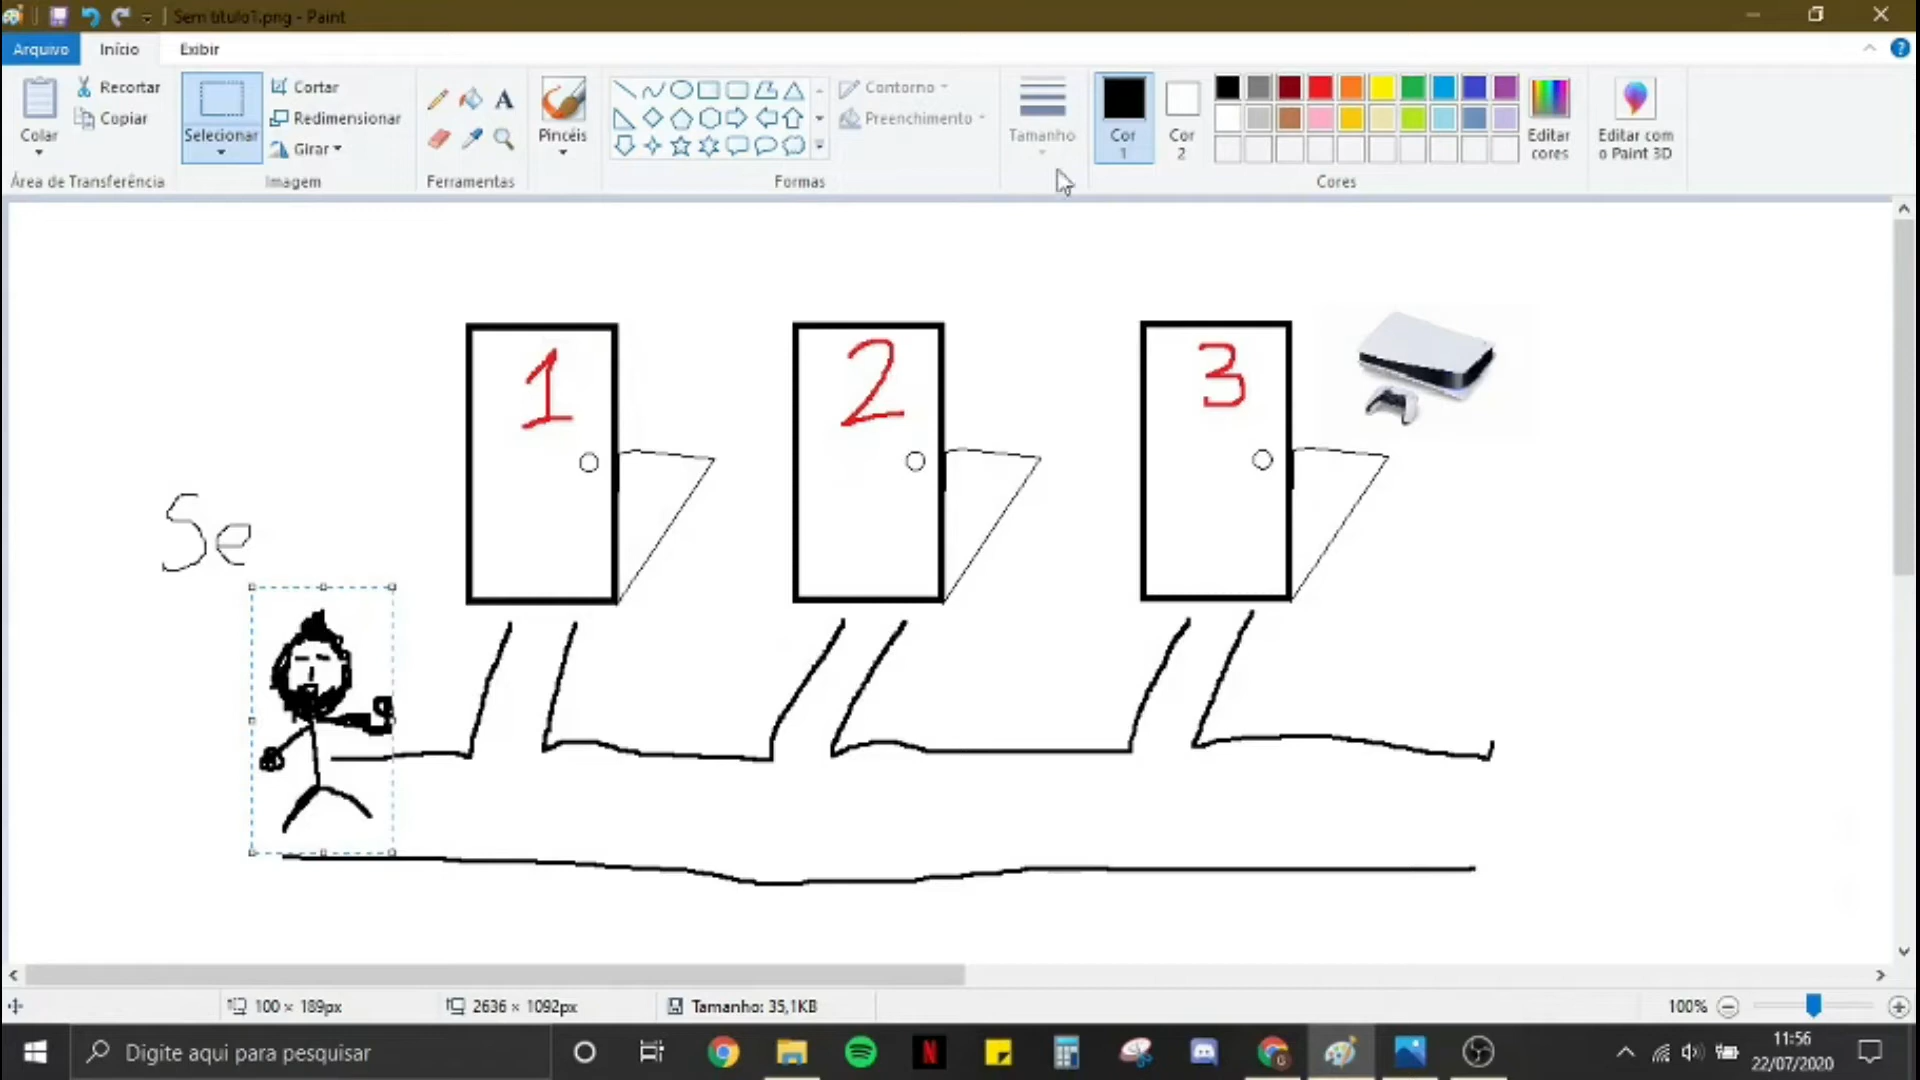 Sem título1.png - Paint
Arquivo
Início
Exibir
Colar
Recortar
Copiar
Área de Transferência
Selecionar
Cortar
Redimensionar
Girar
Imagem
A
Ferramentas
Pincéis
Formas
Contorno
Preenchimento
Tamanho
Cor 1
Cor 2
Cores
Editar cores
Editar com o Paint 3D
1
2
3
Se
100 × 189px
2636 × 1092px
Tamanho: 35,1KB
100%
Digite aqui para pesquisar
N
11:56
22/07/2020